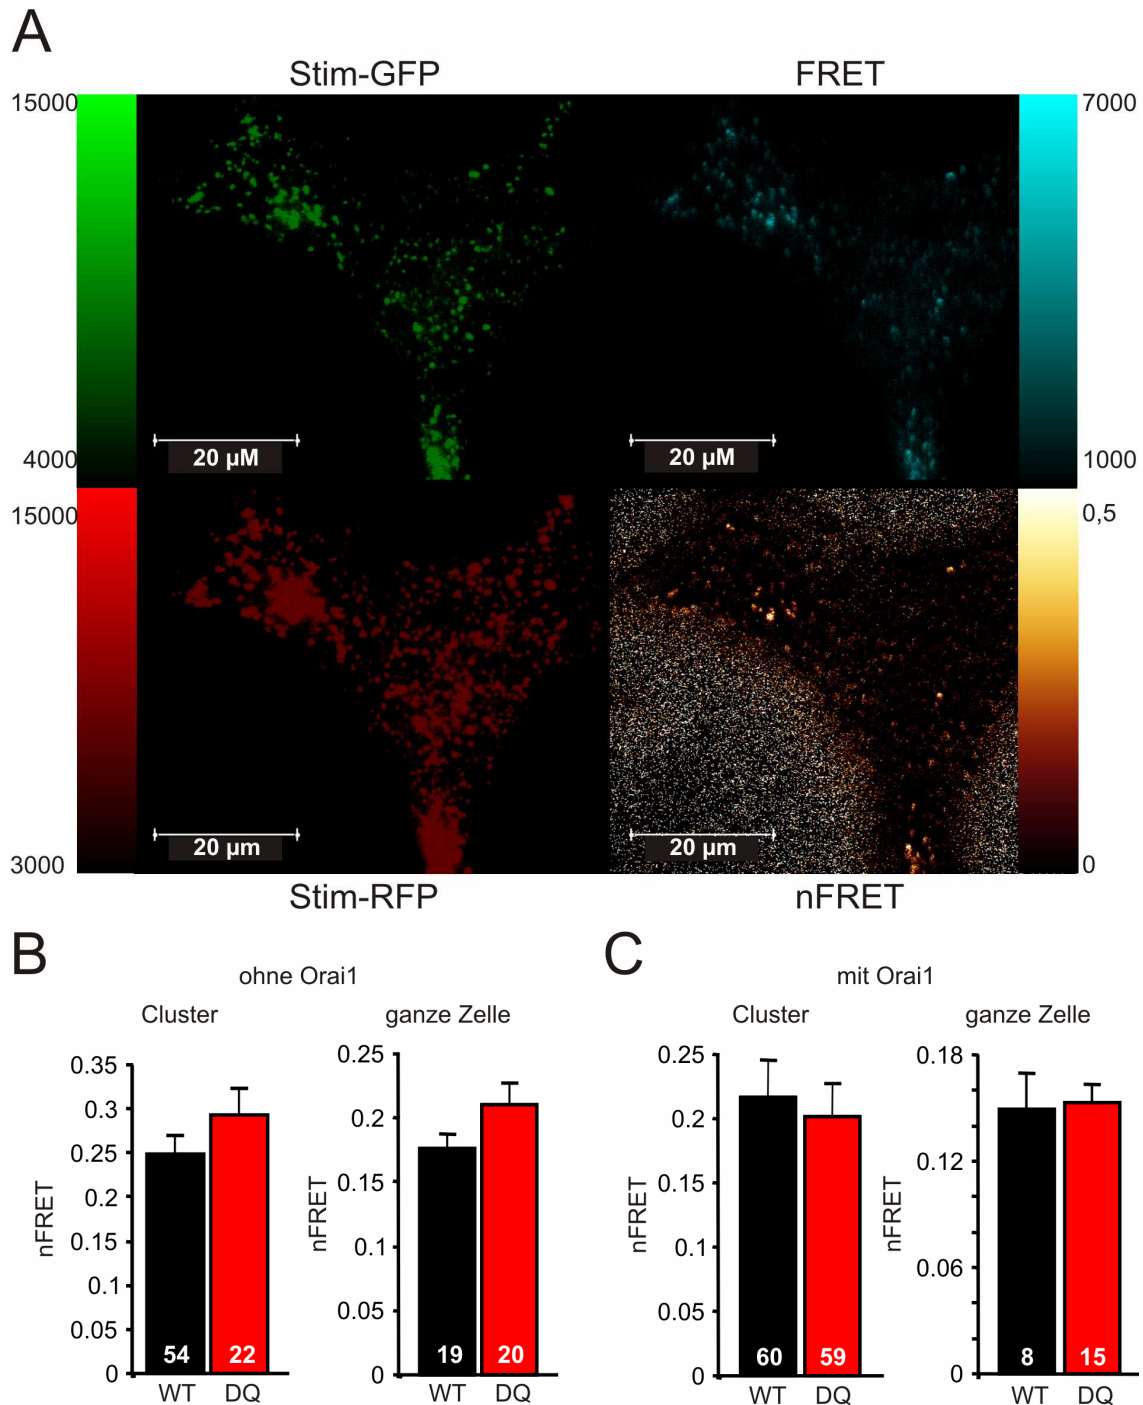 A
Stim-GFP
FRET
15000
7000
4000
1000
20 µM
20 µM
15000
0,5
3000
0
20 µm
20 µm
Stim-RFP
nFRET
B
ohne Orai1
Cluster
ganze Zelle
nFRET
0.35
0.3
0.25
0.2
0.15
0.1
0.05
0
54
22
WT
DQ
nFRET
0.25
0.2
0.15
0.1
0.05
0
19
20
WT
DQ
C
mit Orai1
Cluster
ganze Zelle
nFRET
0.25
0.2
0.15
0.1
0.05
0
60
59
WT
DQ
nFRET
0.18
0.12
0.06
0
8
15
WT
DQ